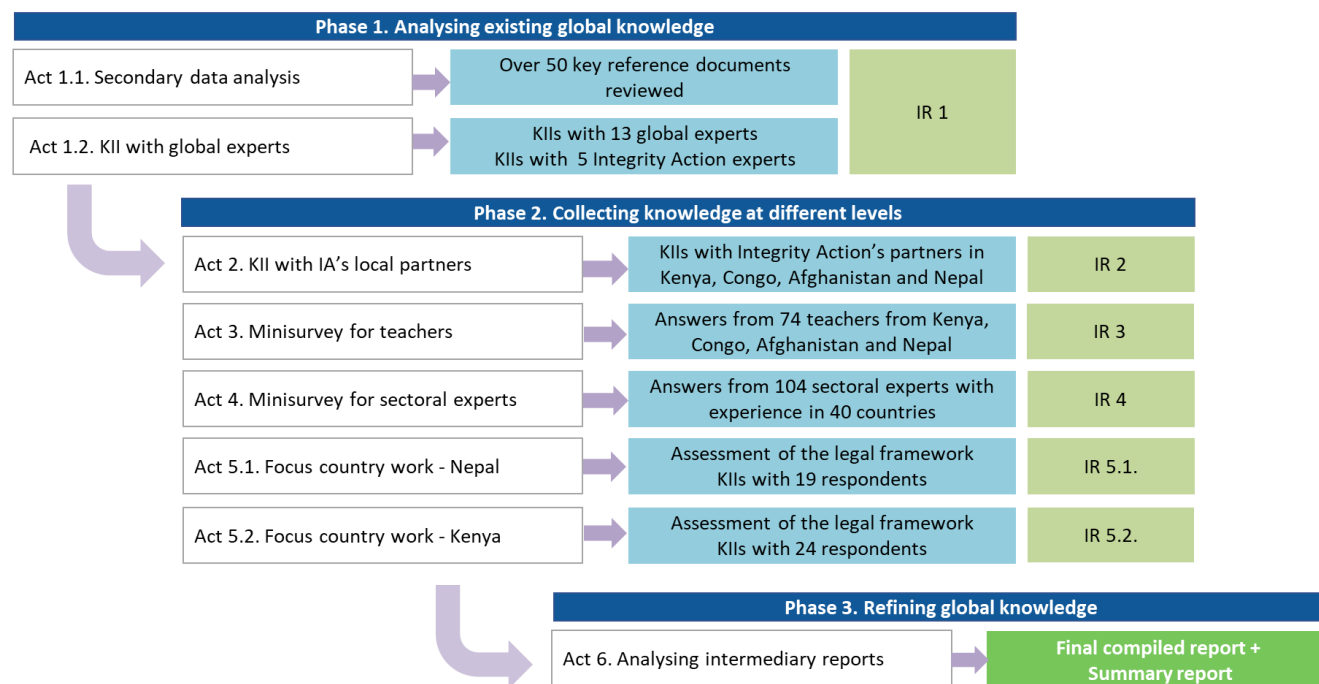 Phase 1. Analysing existing global knowledge
Act 1.1. Secondary data analysis
Over 50 key reference documents
reviewed
IR 1
Act 1.2. KII with global experts
KIIs with 13 global experts
KIIs with 5 Integrity Action experts
Phase 2. Collecting knowledge at different levels
Act 2. KII with IA’s local partners
KIIs with Integrity Action’s partners in
Kenya, Congo, Afghanistan and Nepal
IR 2
Act 3. Minisurvey for teachers
Answers from 74 teachers from Kenya,
Congo, Afghanistan and Nepal
IR 3
Act 4. Minisurvey for sectoral experts
Answers from 104 sectoral experts with
experience in 40 countries
IR 4
Act 5.1. Focus country work - Nepal
Assessment of the legal framework
KIIs with 19 respondents
IR 5.1.
Act 5.2. Focus country work - Kenya
Assessment of the legal framework
KIIs with 24 respondents
IR 5.2.
Phase 3. Refining global knowledge
Act 6. Analysing intermediary reports
Final compiled report +
Summary report